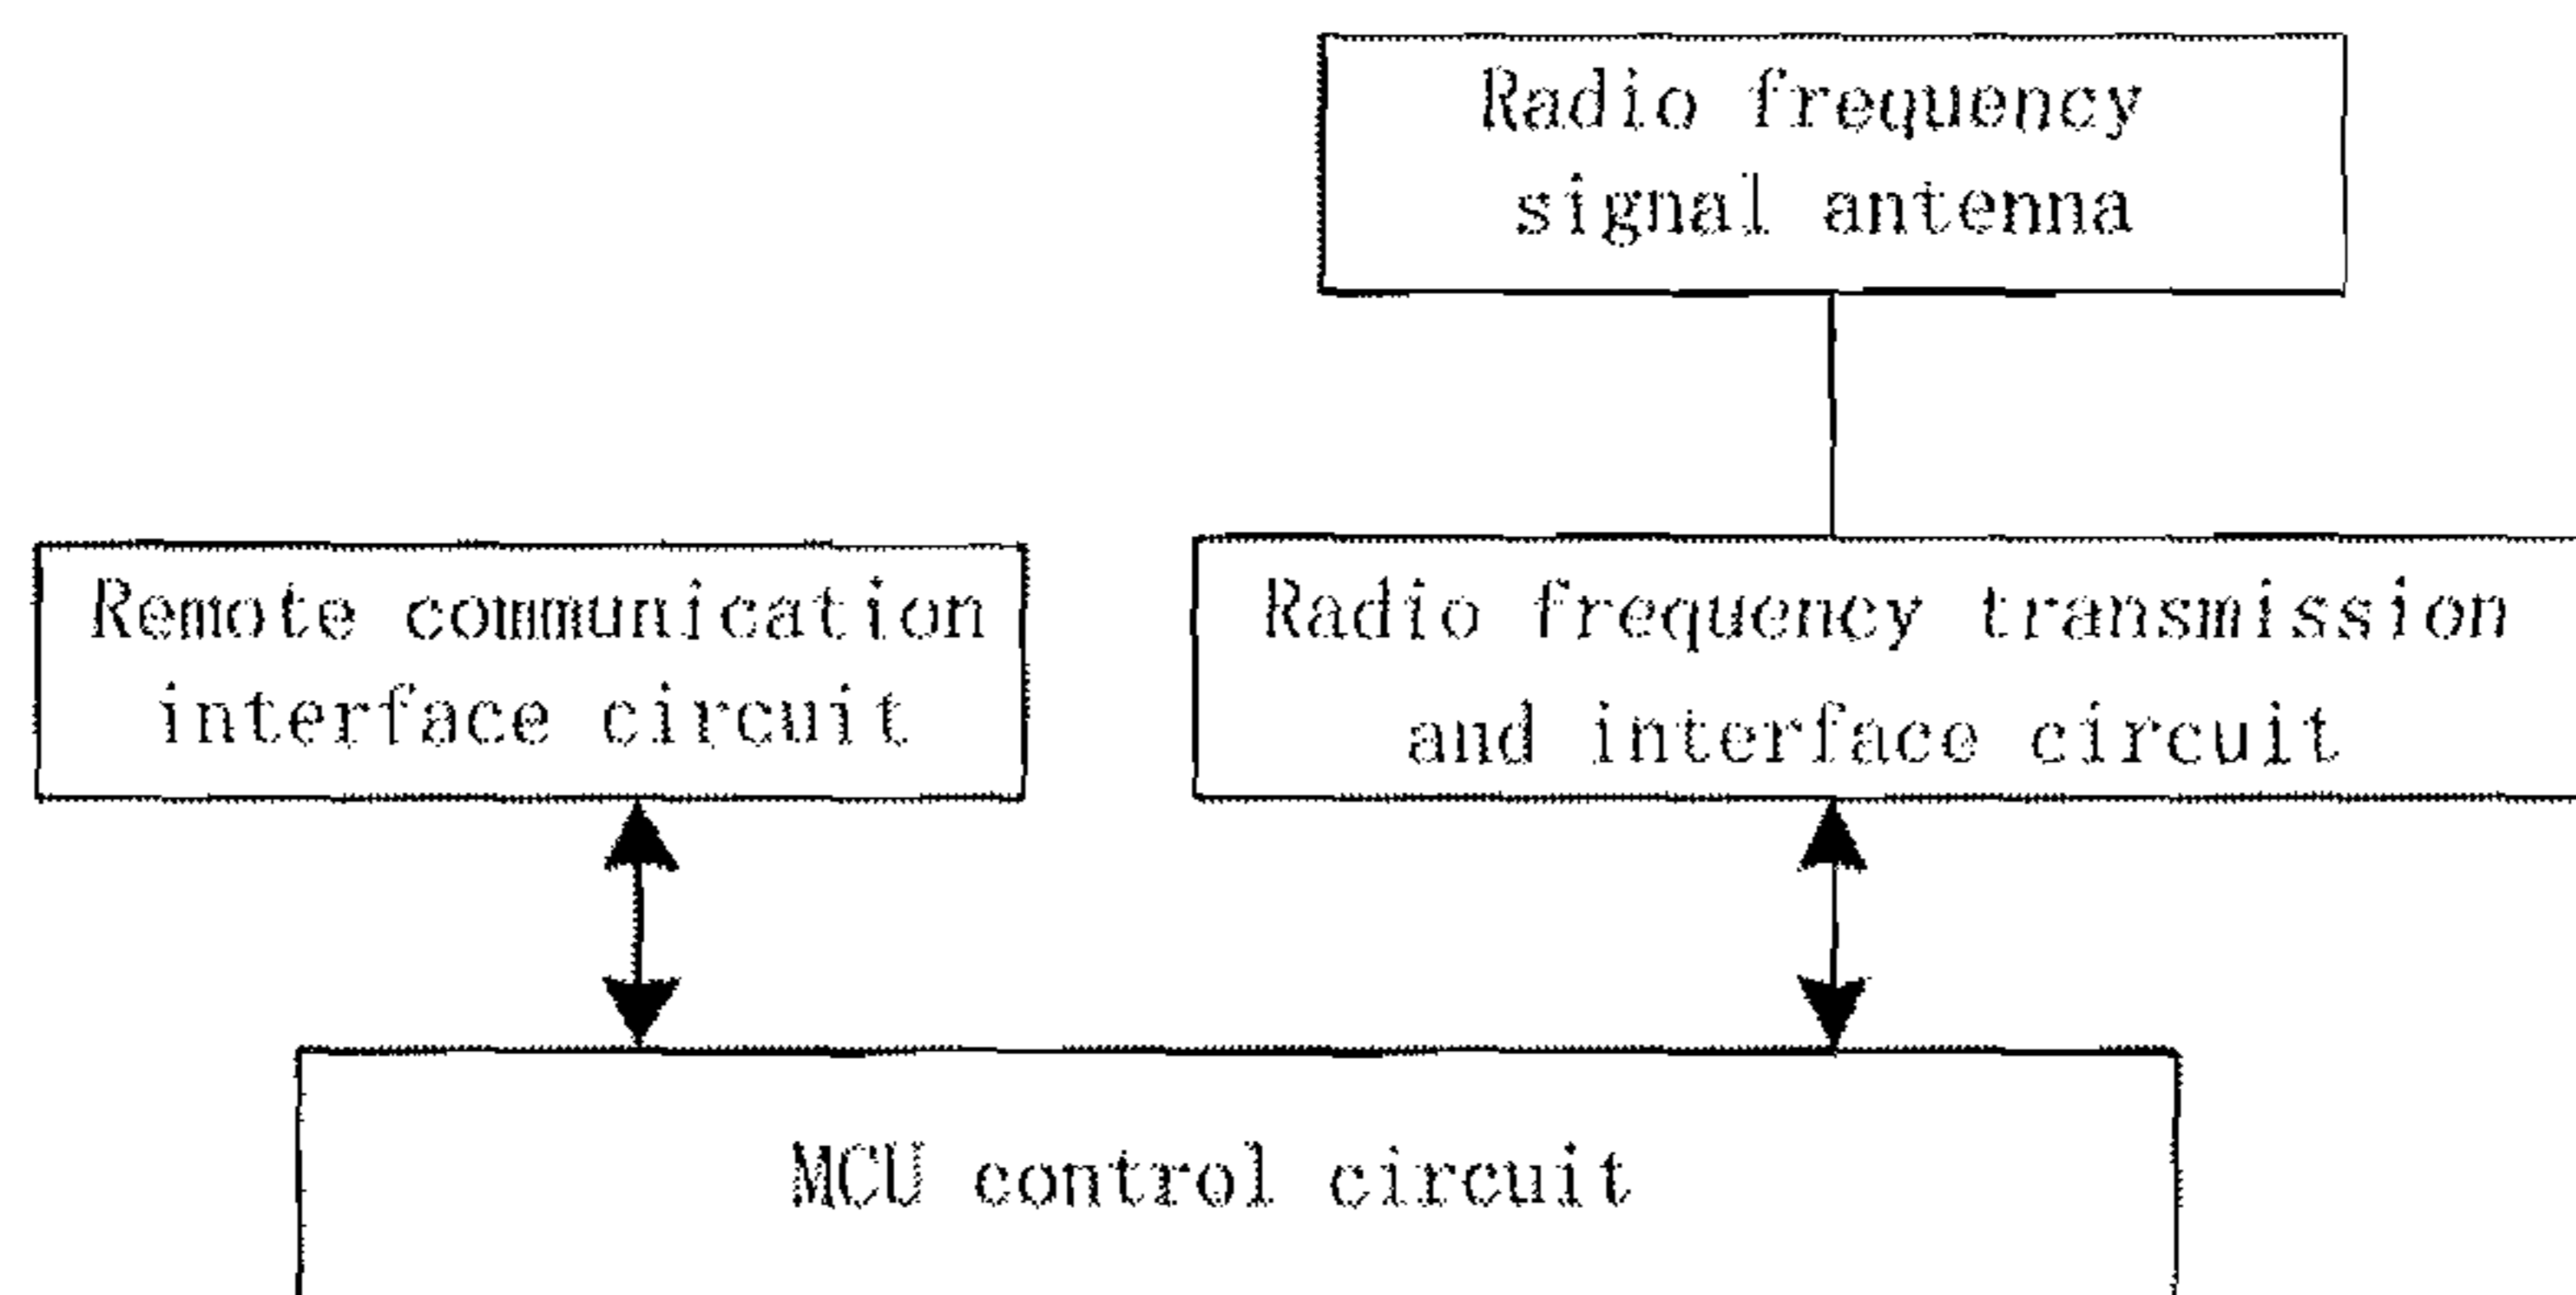 Radio frequency
signal antenna
Remote communication
interface circuit
Radio frequency transmission
and interface circuit
MCU control circuit